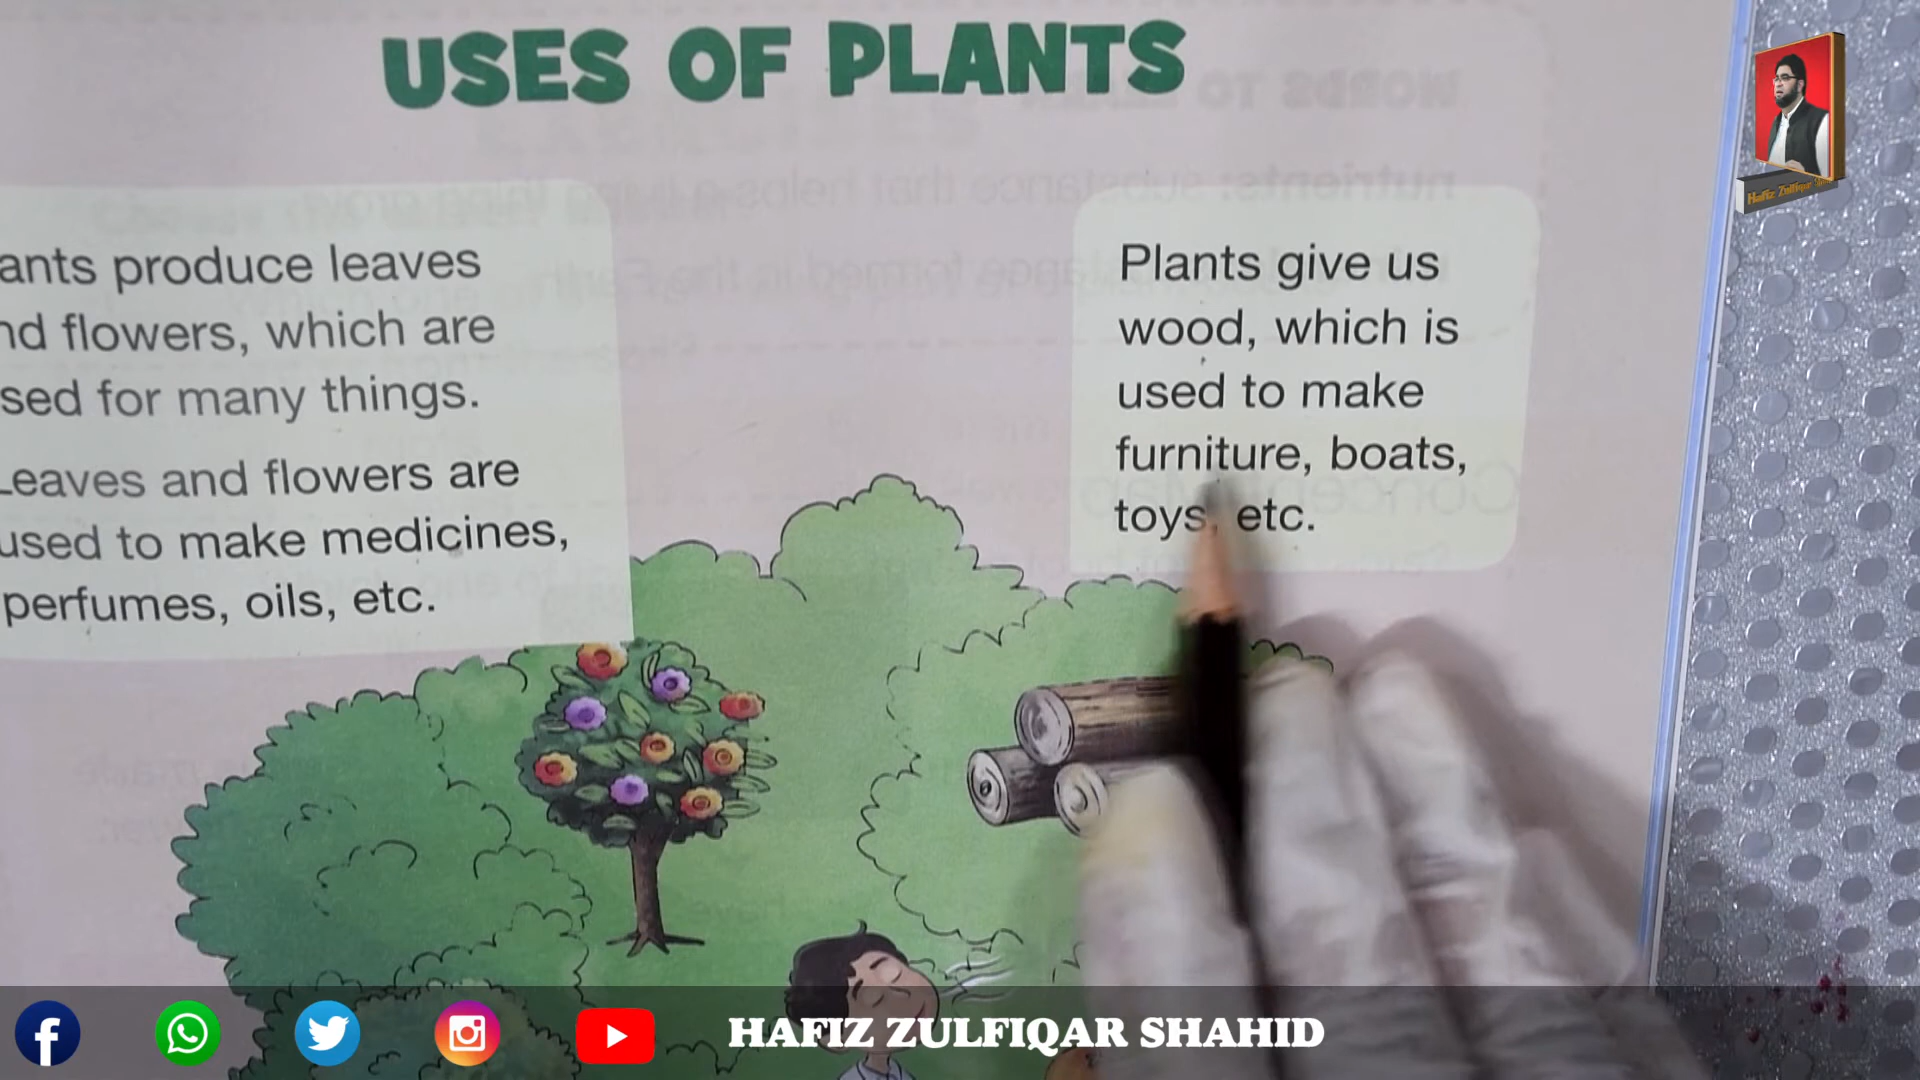 USES OF PLANTS
ants produce leaves
nd flowers, which are
sed for many things.
Leaves and flowers are
used to make medicines,
perfumes, oils, etc.
Plants give us
wood, which is
used to make
furniture, boats,
toys, etc.
Hafiz Zulfiqar
HAFIZ ZULFIQAR SHAHID